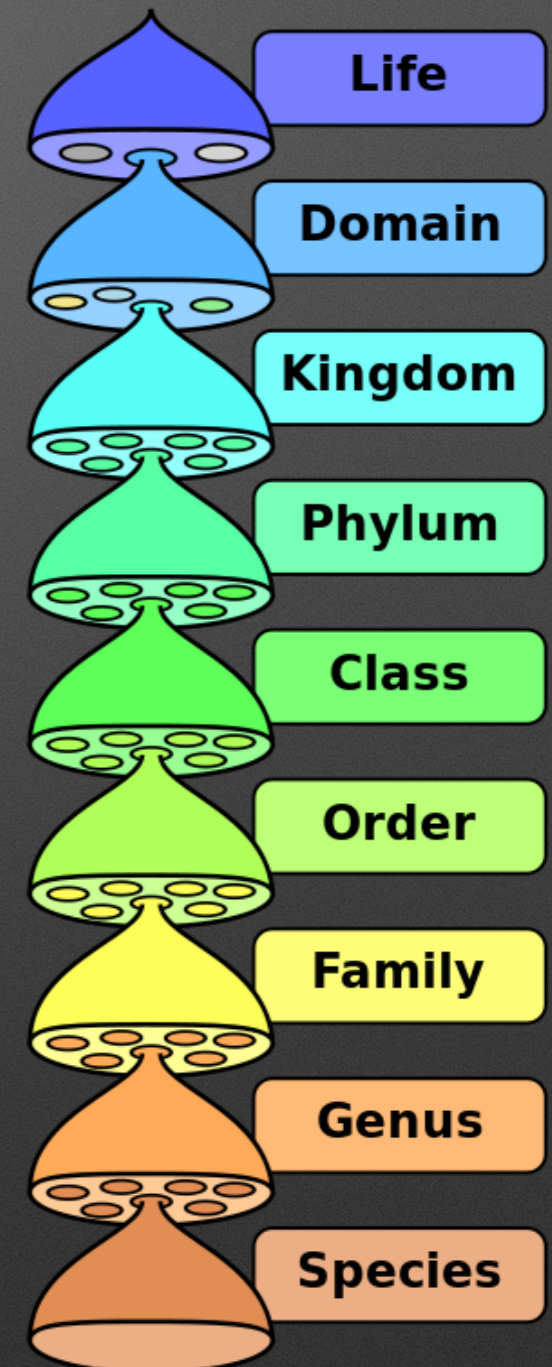 Life
Domain
Kingdom
Phylum
Class
Order
Family
Genus
Species